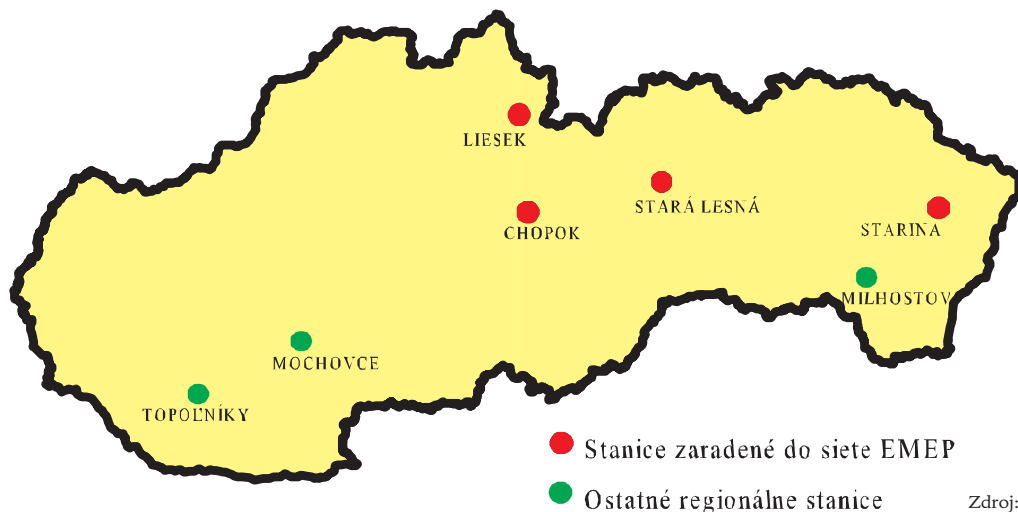 LIESEK
STARÁ LESNÁ
CHOPOK
STARINA
MILHOSTOV
MOCHOVCE
TOPOĽNÍKY
Stanice zaradené do siete EMEP
Ostatné regionálne stanice
Zdroj: